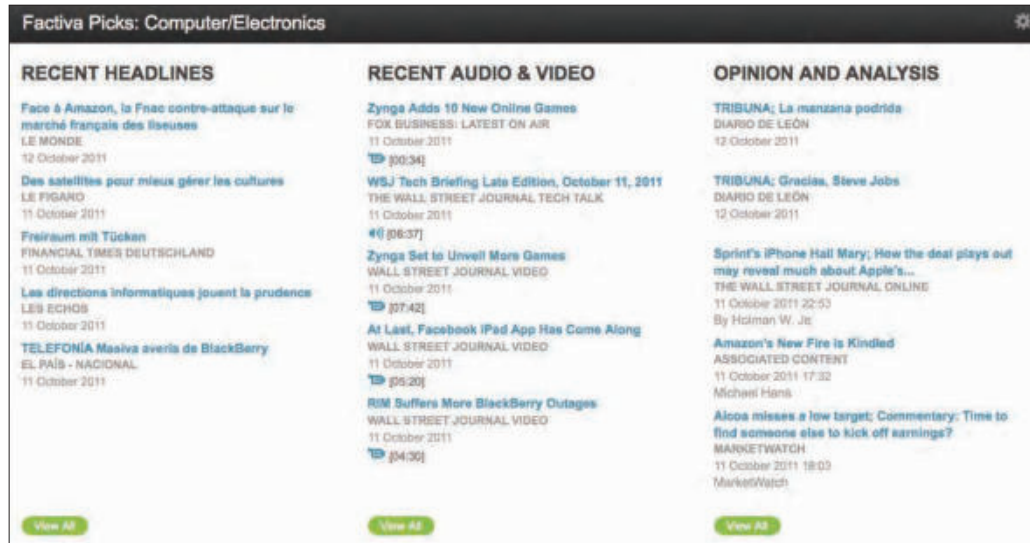 Factiva Picks: Computer/Electronics
RECENT HEADLINES
Face à Amazon, la Fnac contre-attaque sur le
marché français des liseuses
LE MONDE
12 October 2011
Des satellites pour mieux gérer les cultures
LE FIGARO
11 October 2011
Freiraum mit Tücken
FINANCIAL TIMES DEUTSCHLAND
11 October 2011
Les directions informatiques jouent la prudence
LES ECHOS
11 October 2011
TELEFONÍA Masiva avería de BlackBerry
EL PAÍS - NACIONAL
11 October 2011
View All
RECENT AUDIO & VIDEO
Zynga Adds 10 New Online Games
FOX BUSINESS: LATEST ON AIR
11 October 2011
[00:34]
WSJ Tech Briefing Late Edition, October 11, 2011
THE WALL STREET JOURNAL TECH TALK
11 October 2011
[06:37]
Zynga Set to Unveil More Games
WALL STREET JOURNAL VIDEO
11 October 2011
[07:42]
At Last, Facebook iPad App Has Come Along
WALL STREET JOURNAL VIDEO
11 October 2011
[05:20]
RIM Suffers More BlackBerry Outages
WALL STREET JOURNAL VIDEO
11 October 2011
[04:30]
View All
OPINION AND ANALYSIS
TRIBUNA; La manzana podrida
DIARIO DE LEÓN
12 October 2011
TRIBUNA; Gracias, Steve Jobs
DIARIO DE LEÓN
12 October 2011
Sprint's iPhone Hail Mary; How the deal plays out
may reveal much about Apple's...
THE WALL STREET JOURNAL ONLINE
11 October 2011 22:53
By Holman W. Je
Amazon's New Fire is Kindled
ASSOCIATED CONTENT
11 October 2011 17:32
Michael Hans
Alcoa misses a low target; Commentary: Time to
find someone else to kick off earnings?
MARKETWATCH
11 October 2011 18:03
MarketWatch
View All